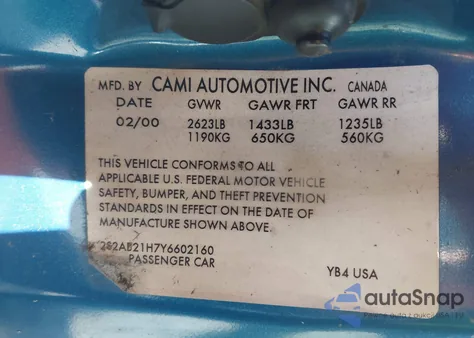 MFD. BY CAMI AUTOMOTIVE INC. CANADA
DATE GVWR GAWR FRT GAWR RR
02/00 2623LB 1433LB 1235LB
1190KG 650KG 560KG
THIS VEHICLE CONFORMS TO ALL
APPLICABLE U.S. FEDERAL MOTOR VEHICLE
SAFETY, BUMPER, AND THEFT PREVENTION
STANDARDS IN EFFECT ON THE DATE OF
MANUFACTURE SHOWN ABOVE.
2S2AB21H7Y6602160
PASSENGER CAR YB4 USA
autoSnap